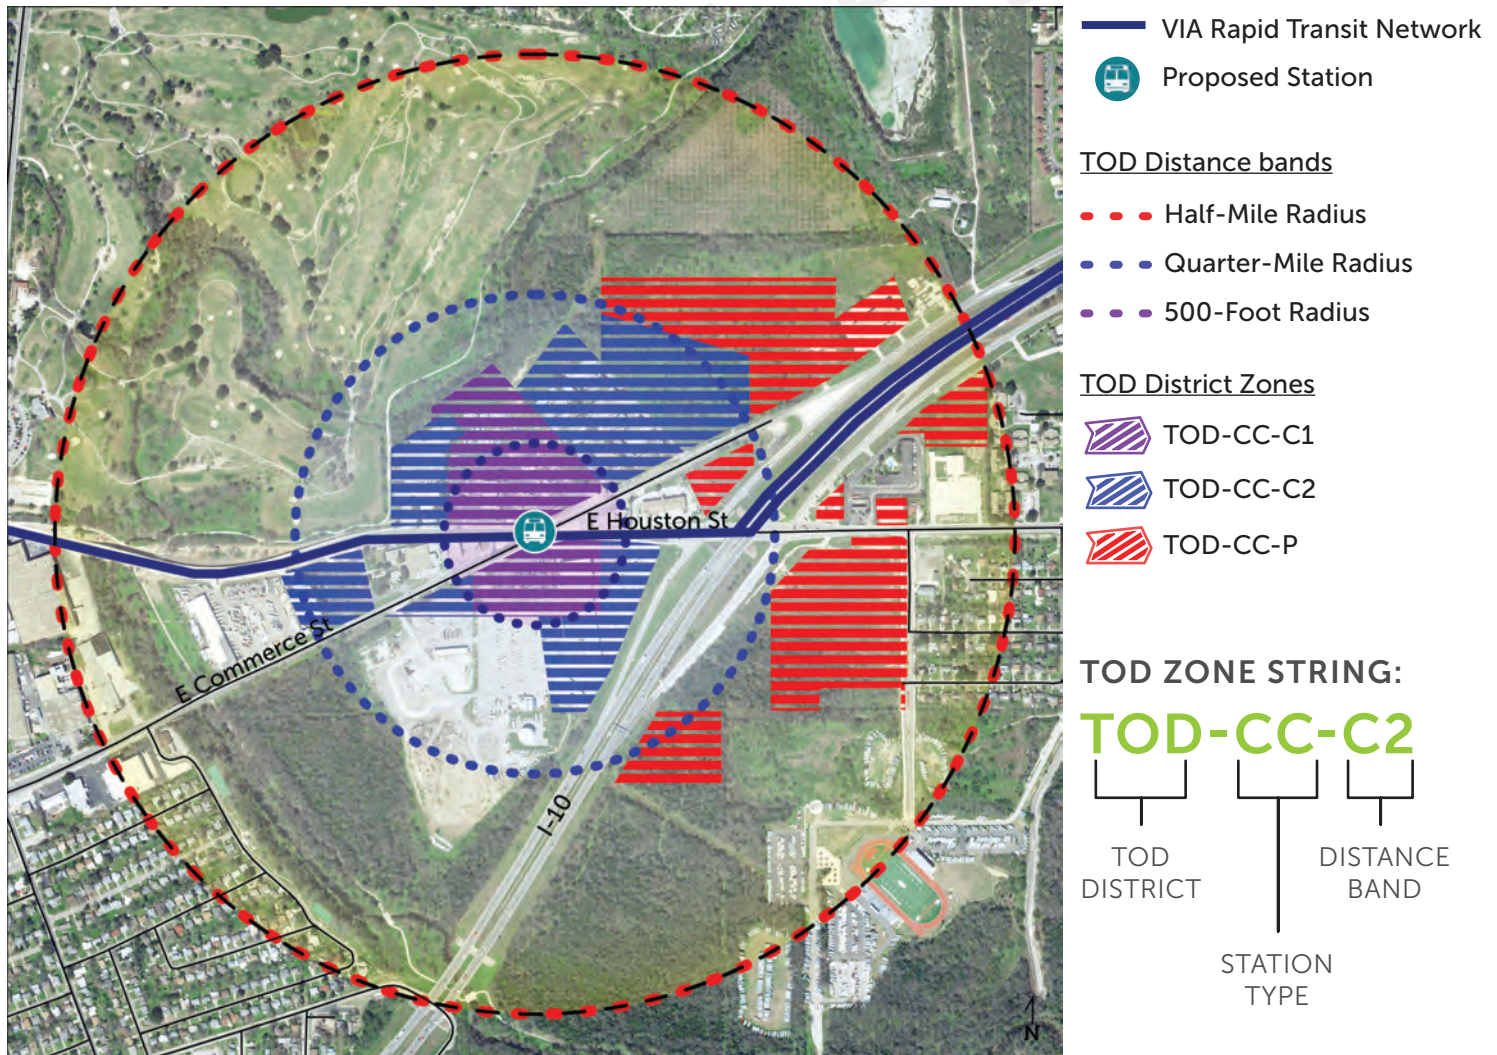 VIA Rapid Transit Network
Proposed Station
TOD Distance bands
Half-Mile Radius
Quarter-Mile Radius
500-Foot Radius
TOD District Zones
TOD-CC-C1
TOD-CC-C2
TOD-CC-P
E Houston St
E Commerce St
I-10
N
TOD ZONE STRING:
TOD-CC-C2
TOD
DISTRICT
DISTANCE
BAND
STATION
TYPE